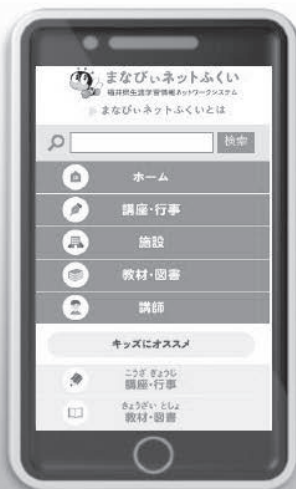 まなびぃネットふくい
福井県生涯学習情報ネットワークシステム
まなびぃネットふくいとは
検索
ホーム
講座・行事
施設
教材・図書
講師
キッズにオススメ
こうざ ぎょうじ
講座・行事
きょうざい としょ
教材・図書